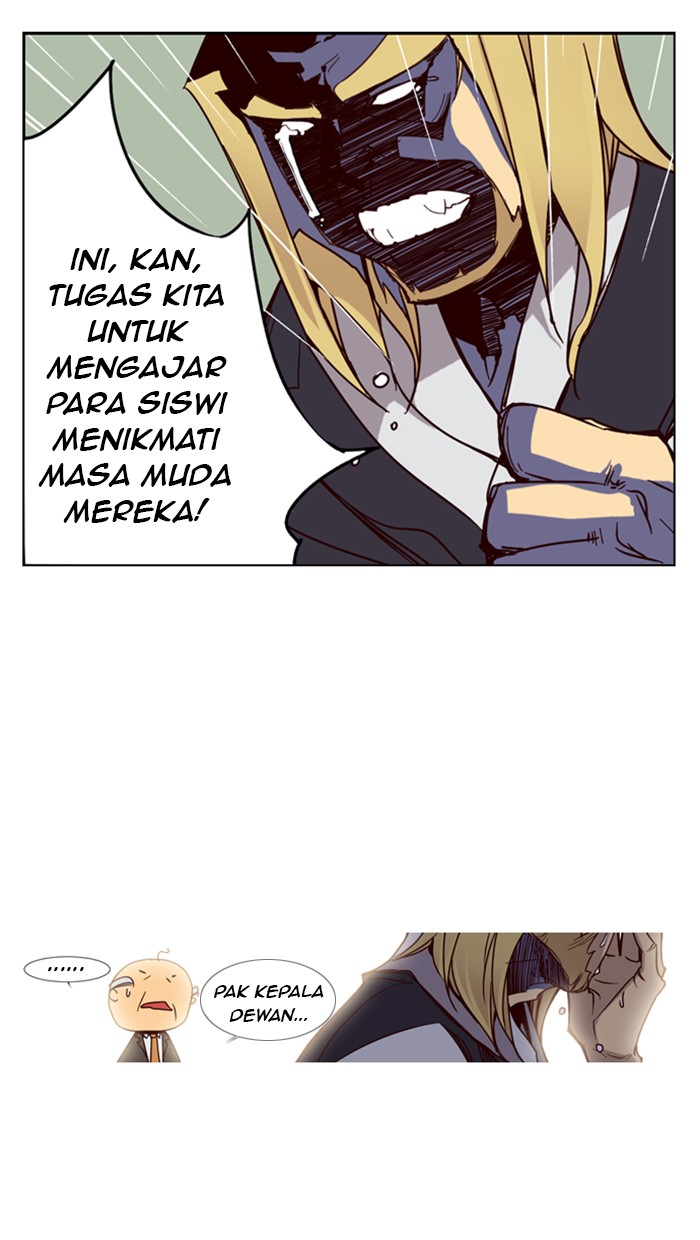 INI, KAN,
TUGAS KITA
UNTUK
MENGAJAR
PARA SISWI
MENIKMATI
MASA MUDA
MEREKA!
......
PAK KEPALA
DEWAN...